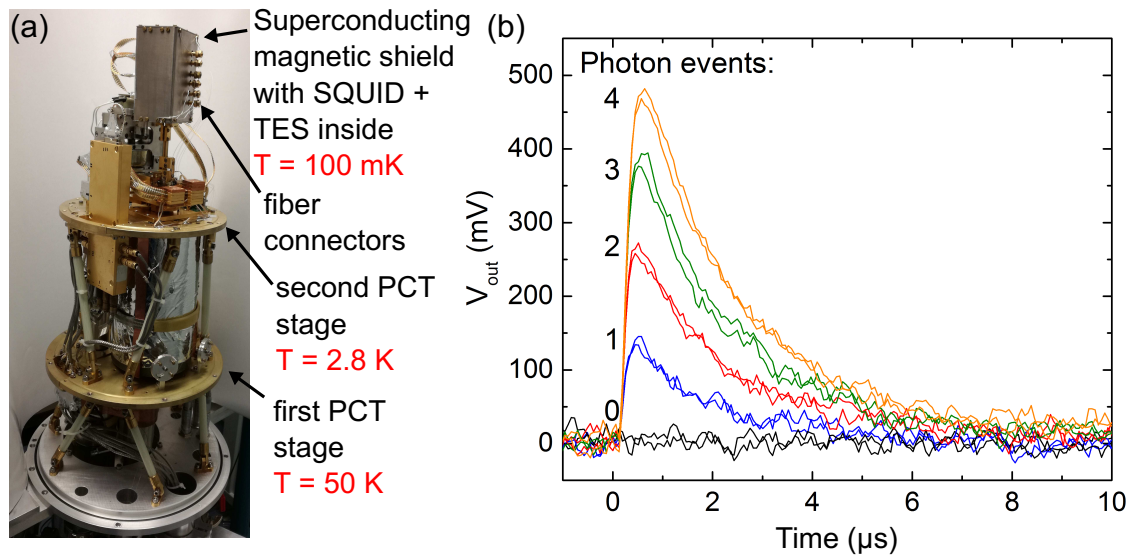 (a)
Superconducting
magnetic shield
with SQUID +
TES inside
T = 100 mK
fiber
connectors
second PCT
stage
T = 2.8 K
first PCT
stage
T = 50 K
(b)
Photon events:
4
3
2
1
0
500
400
300
200
100
0
V_out (mV)
0 2 4 6 8 10
Time (µs)